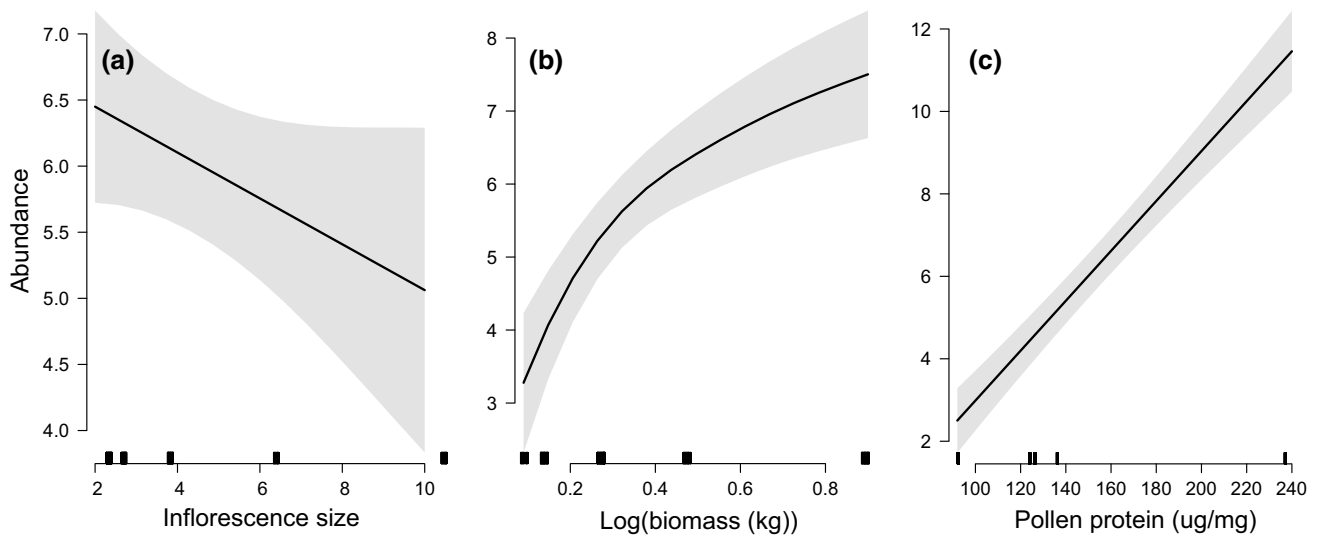 (a)
7.0
6.5
6.0
5.5
5.0
4.5
4.0
Abundance
2 4 6 8 10
Inflorescence size
(b)
8
7
6
5
4
3
0.2 0.4 0.6 0.8
Log(biomass (kg))
(c)
12
10
8
6
4
2
100 120 140 160 180 200 220 240
Pollen protein (ug/mg)